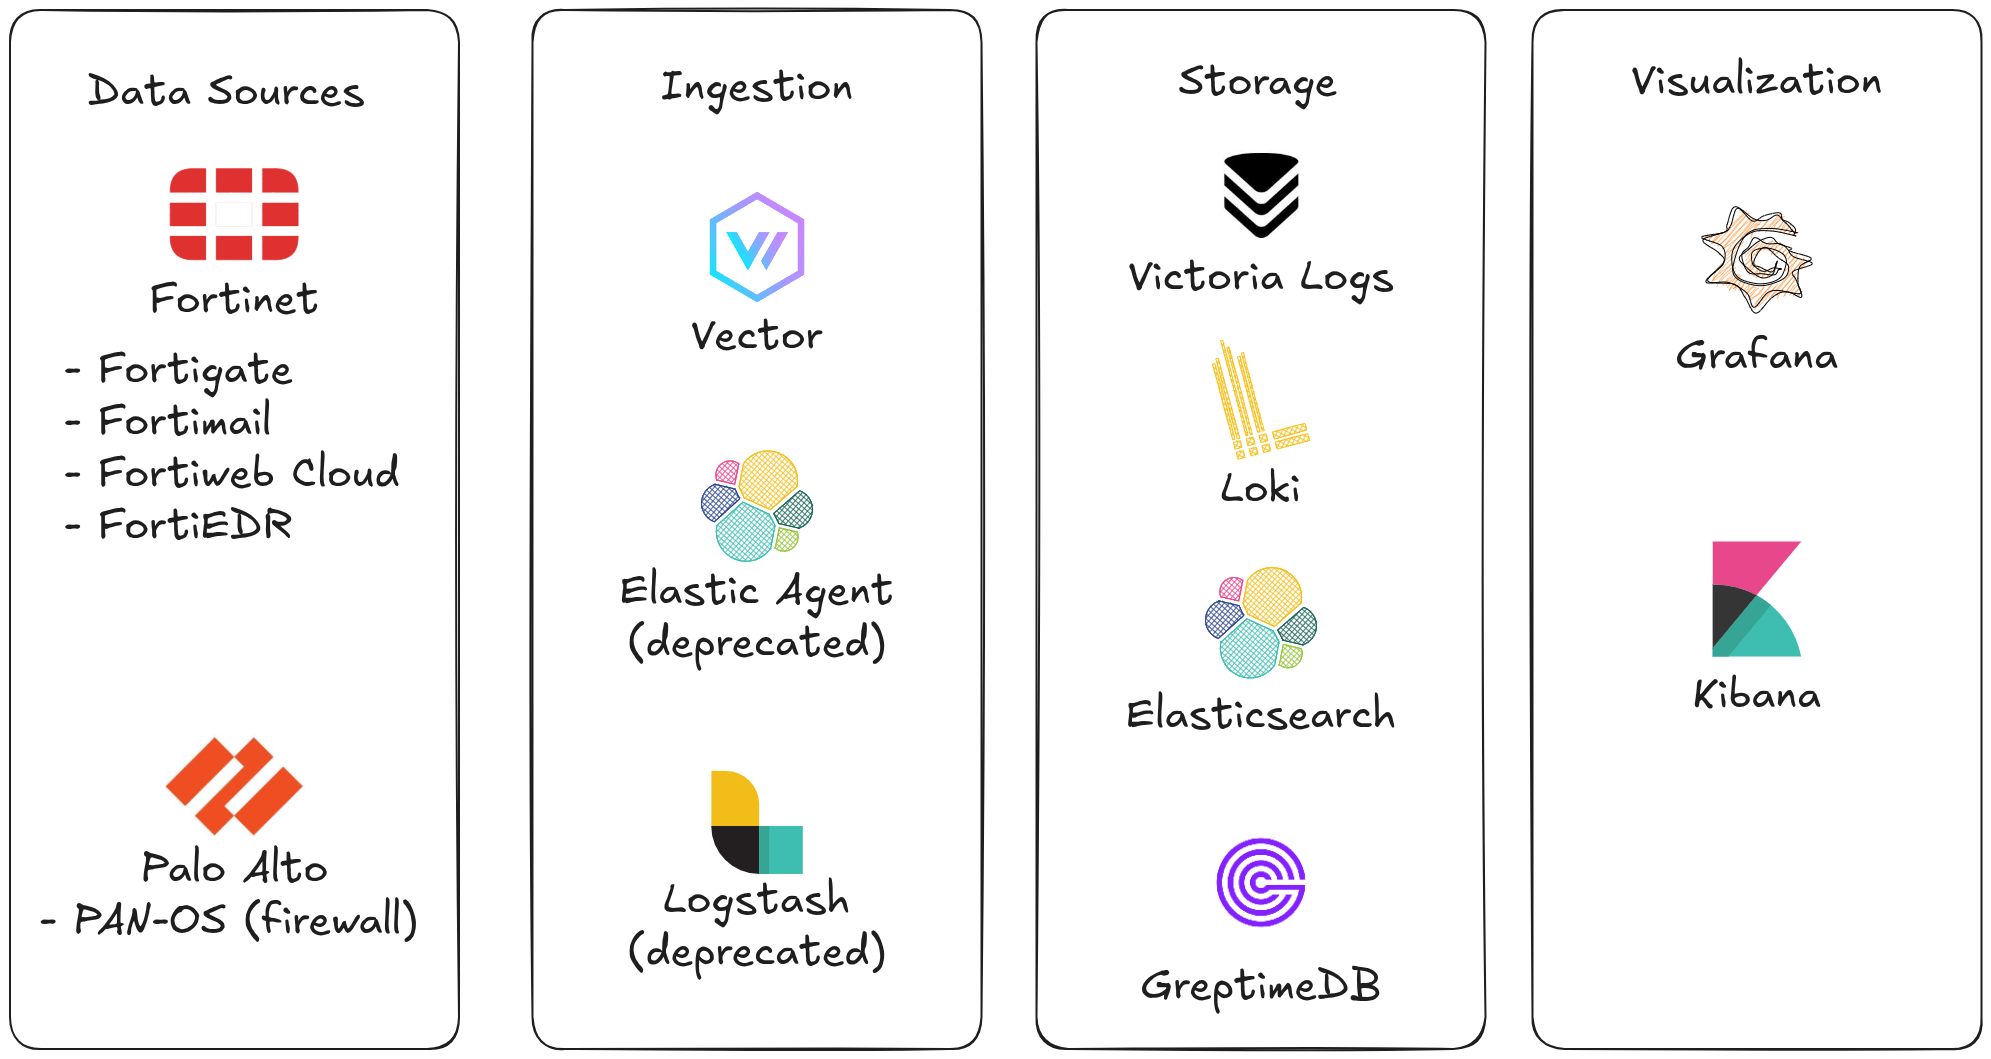 Data Sources
Fortinet
- Fortigate
- Fortimail
- Fortiweb Cloud
- FortiEDR
Palo Alto
- PAN-OS (firewall)
Ingestion
Vector
Elastic Agent
(deprecated)
Logstash
(deprecated)
Storage
Victoria Logs
Loki
Elasticsearch
GreptimeDB
Visualization
Grafana
Kibana